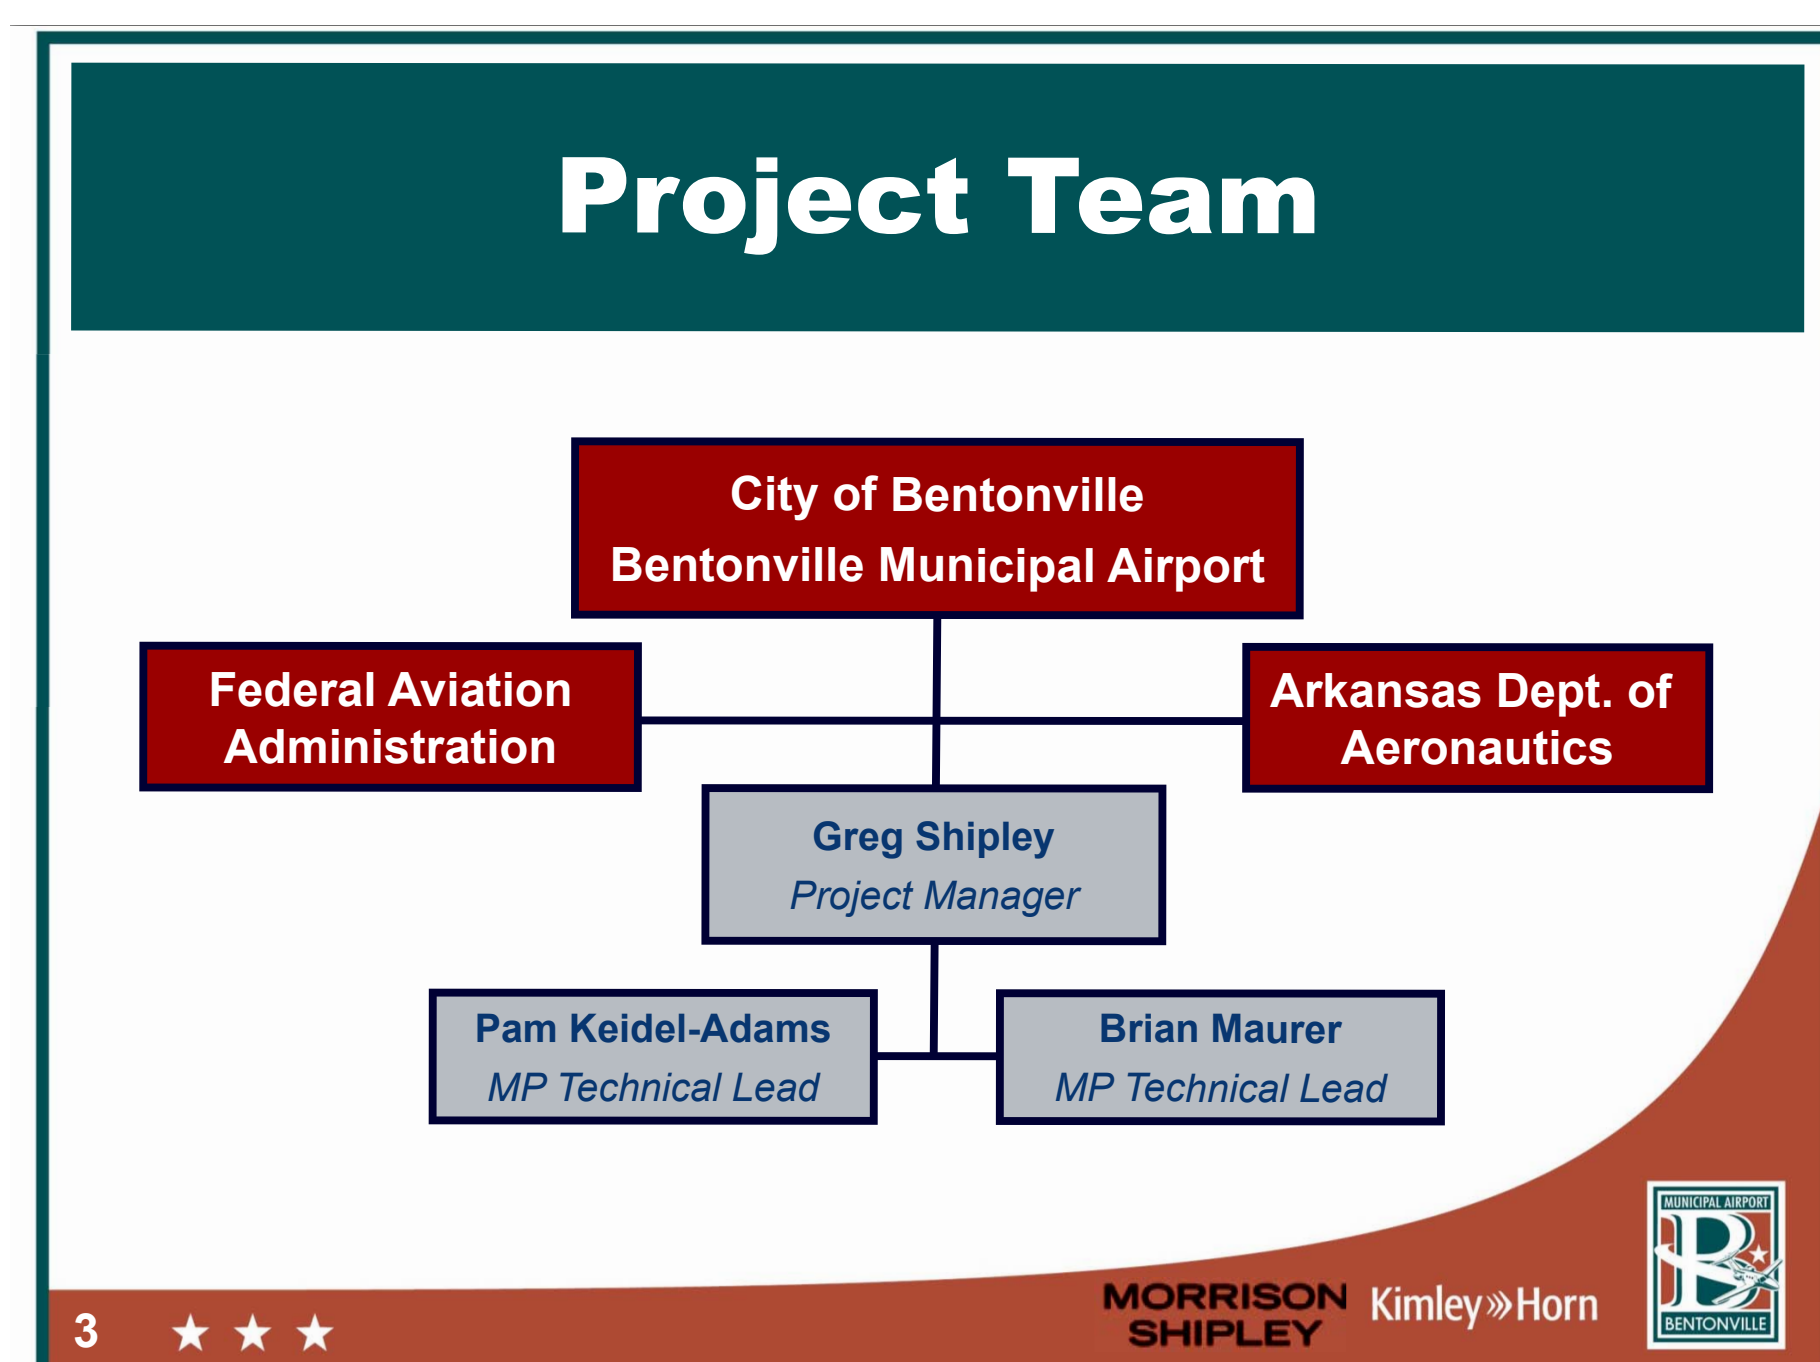 Project Team
City of Bentonville
Bentonville Municipal Airport
Federal Aviation
Administration
Arkansas Dept. of
Aeronautics
Greg Shipley
Project Manager
Pam Keidel-Adams
MP Technical Lead
Brian Maurer
MP Technical Lead
3
MORRISON
SHIPLEY
Kimley»Horn
MUNICIPAL AIRPORT
B
BENTONVILLE